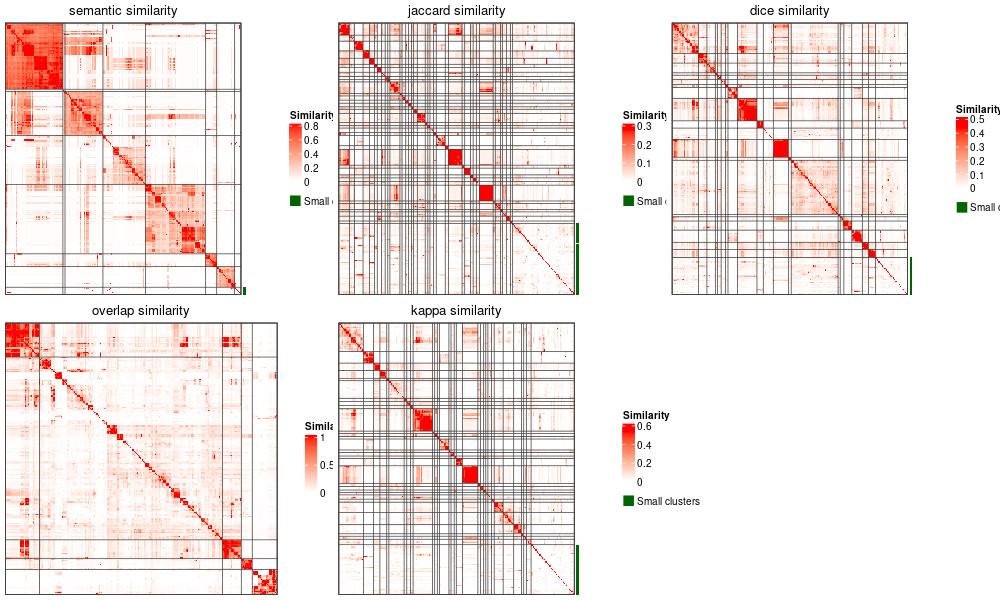 semantic similarity
Similarity
0.8
0.6
0.4
0.2
0
Small
jaccard similarity
Similarity
0.3
0.2
0.1
0
Small
dice similarity
Similarity
0.5
0.4
0.3
0.2
0.1
0
Small
overlap similarity
Simila
1
0.5
0
kappa similarity
Similarity
0.6
0.4
0.2
0
Small clusters